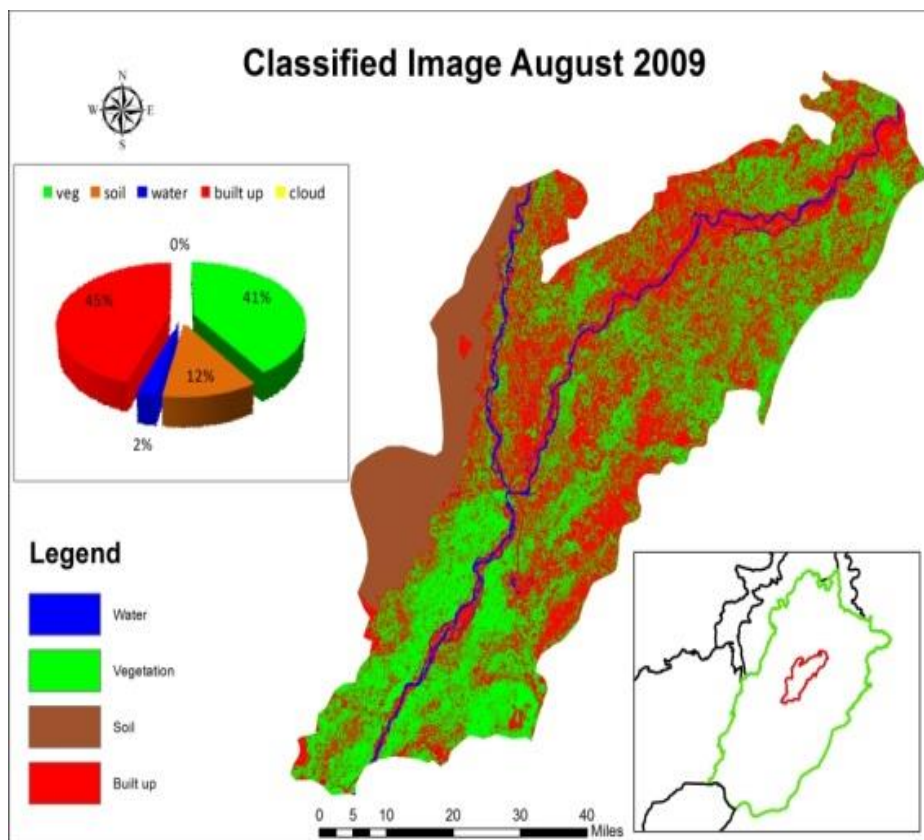 Classified Image August 2009
N
W E
S
veg soil water built up cloud
0%
45% 41%
12%
2%
Legend
Water
Vegetation
Soil
Built up
0 5 10 20 30 40
Miles